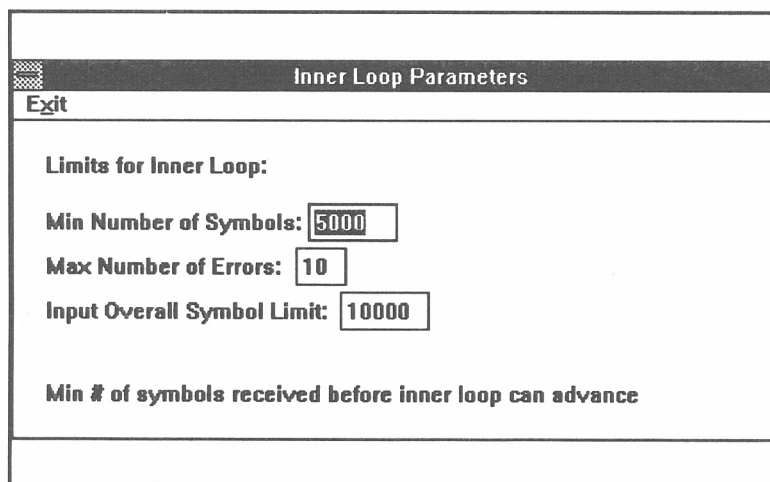 Inner Loop Parameters
Exit
Limits for Inner Loop:
Min Number of Symbols: 5000
Max Number of Errors: 10
Input Overall Symbol Limit: 10000
Min # of symbols received before inner loop can advance